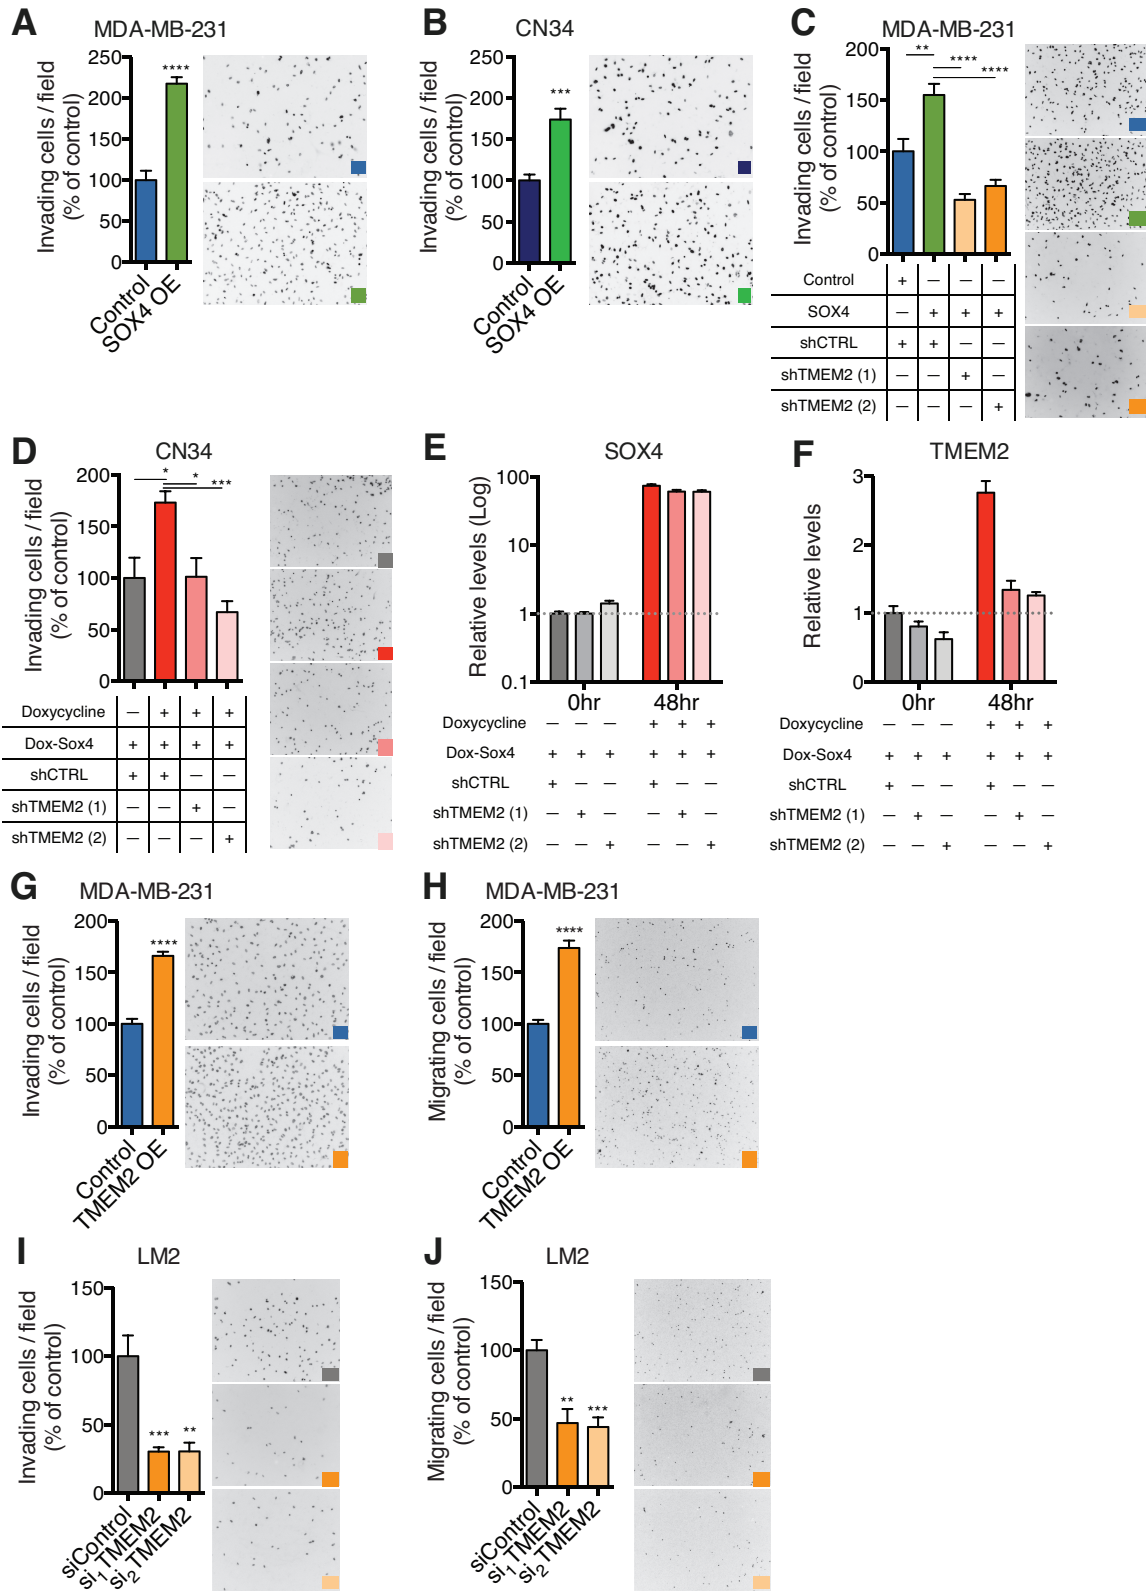 A
MDA-MB-231
Invading cells / field
(% of control)
250
200
150
100
50
0
****
Control
SOX4 OE
B
CN34
Invading cells / field
(% of control)
250
200
150
100
50
0
***
Control
SOX4 OE
C
MDA-MB-231
Invading cells / field
(% of control)
200
150
100
50
0
**
****
****
Control + — — —
SOX4 — + + +
shCTRL + + — —
shTMEM2 (1) — — + —
shTMEM2 (2) — — — +
D
CN34
Invading cells / field
(% of control)
200
150
100
50
0
*
*
***
Doxycycline — + + +
Dox-Sox4 + + + +
shCTRL + + — —
shTMEM2 (1) — — + —
shTMEM2 (2) — — — +
E
SOX4
Relative levels (Log)
100
10
1
0.1
0hr 48hr
Doxycycline — — — + + +
Dox-Sox4 + + + + + +
shCTRL + — — + — —
shTMEM2 (1) — + — — + —
shTMEM2 (2) — — + — — +
F
TMEM2
Relative levels
3
2
1
0
0hr 48hr
Doxycycline — — — + + +
Dox-Sox4 + + + + + +
shCTRL + — — + — —
shTMEM2 (1) — + — — + —
shTMEM2 (2) — — + — — +
G
MDA-MB-231
Invading cells / field
(% of control)
200
150
100
50
0
****
Control
TMEM2 OE
H
MDA-MB-231
Migrating cells / field
(% of control)
200
150
100
50
0
****
Control
TMEM2 OE
I
LM2
Invading cells / field
(% of control)
150
100
50
0
***
**
siControl
si1TMEM2
si2TMEM2
J
LM2
Migrating cells / field
(% of control)
150
100
50
0
**
***
siControl
si1TMEM2
si2TMEM2